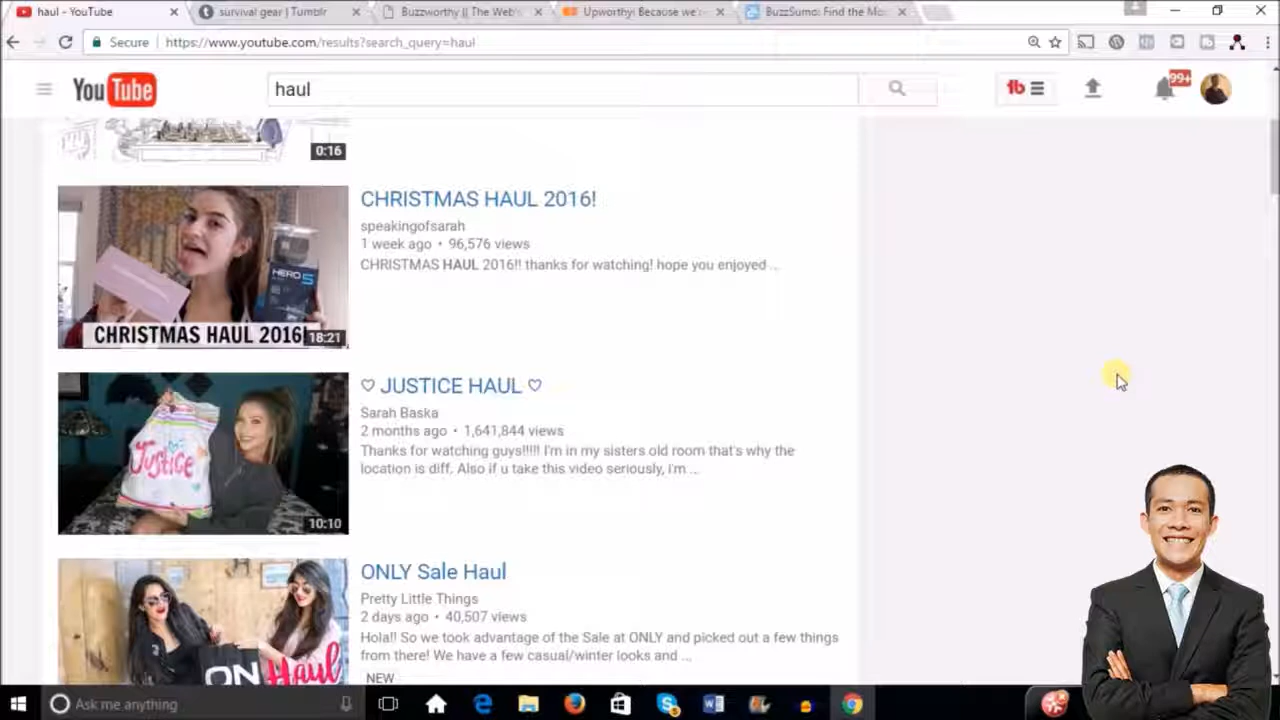 haul - YouTube
survival gear | Tumblr
Buzzworthy || The Web's
Upworthy: Because we r
BuzzSumo: Find the Mos
Secure
https://www.youtube.com/results?search_query=haul
YouTube
haul
tb
99+
0:16
HERO5
CHRISTMAS HAUL 2016!
18:21
CHRISTMAS HAUL 2016!
speakingofsarah
1 week ago • 96,576 views
CHRISTMAS HAUL 2016!! thanks for watching! hope you enjoyed ...
Justice
10:10
♡ JUSTICE HAUL ♡
Sarah Baska
2 months ago • 1,641,844 views
Thanks for watching guys!!!!! I'm in my sisters old room that's why the
location is diff. Also if u take this video seriously, i'm ...
ON
Haul
ONLY Sale Haul
Pretty Little Things
2 days ago • 40,507 views
Hola!! So we took advantage of the Sale at ONLY and picked out a few things
from there! We have a few casual/winter looks and ...
NEW
Ask me anything